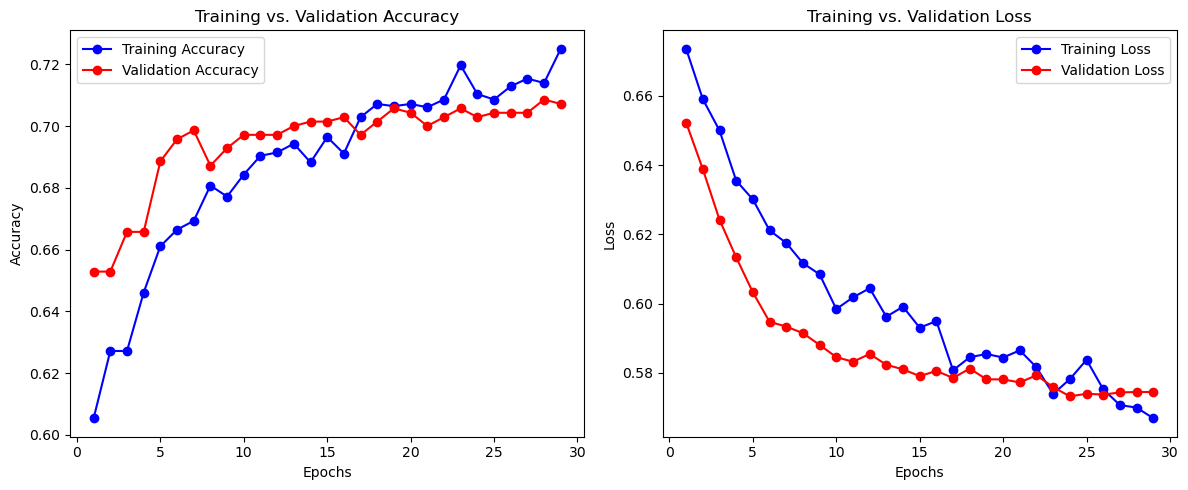 Training vs. Validation Accuracy
Training Accuracy
Validation Accuracy
0.72
0.70
0.68
0.66
0.64
0.62
0.60
Accuracy
0 5 10 15 20 25 30
Epochs
Training vs. Validation Loss
Training Loss
Validation Loss
0.66
0.64
0.62
0.60
0.58
Loss
0 5 10 15 20 25 30
Epochs